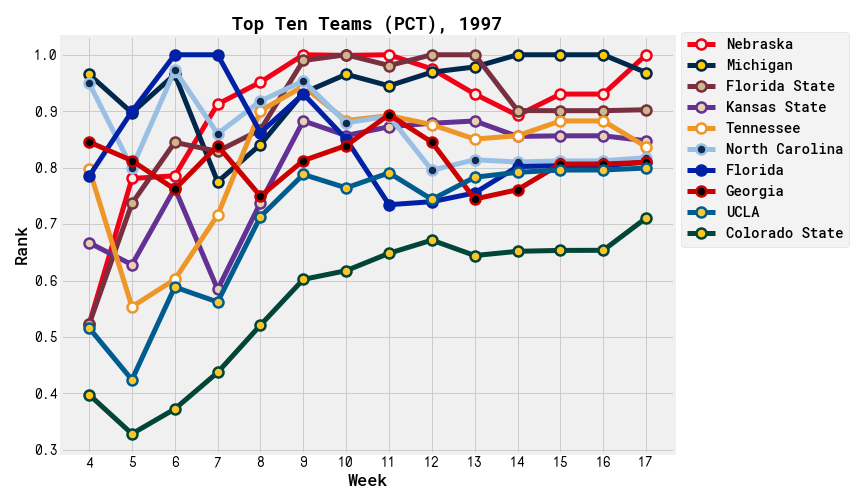 Top Ten Teams (PCT), 1997
Rank
1.0
0.9
0.8
0.7
0.6
0.5
0.4
0.3
4 5 6 7 8 9 10 11 12 13 14 15 16 17
Week
Nebraska
Michigan
Florida State
Kansas State
Tennessee
North Carolina
Florida
Georgia
UCLA
Colorado State